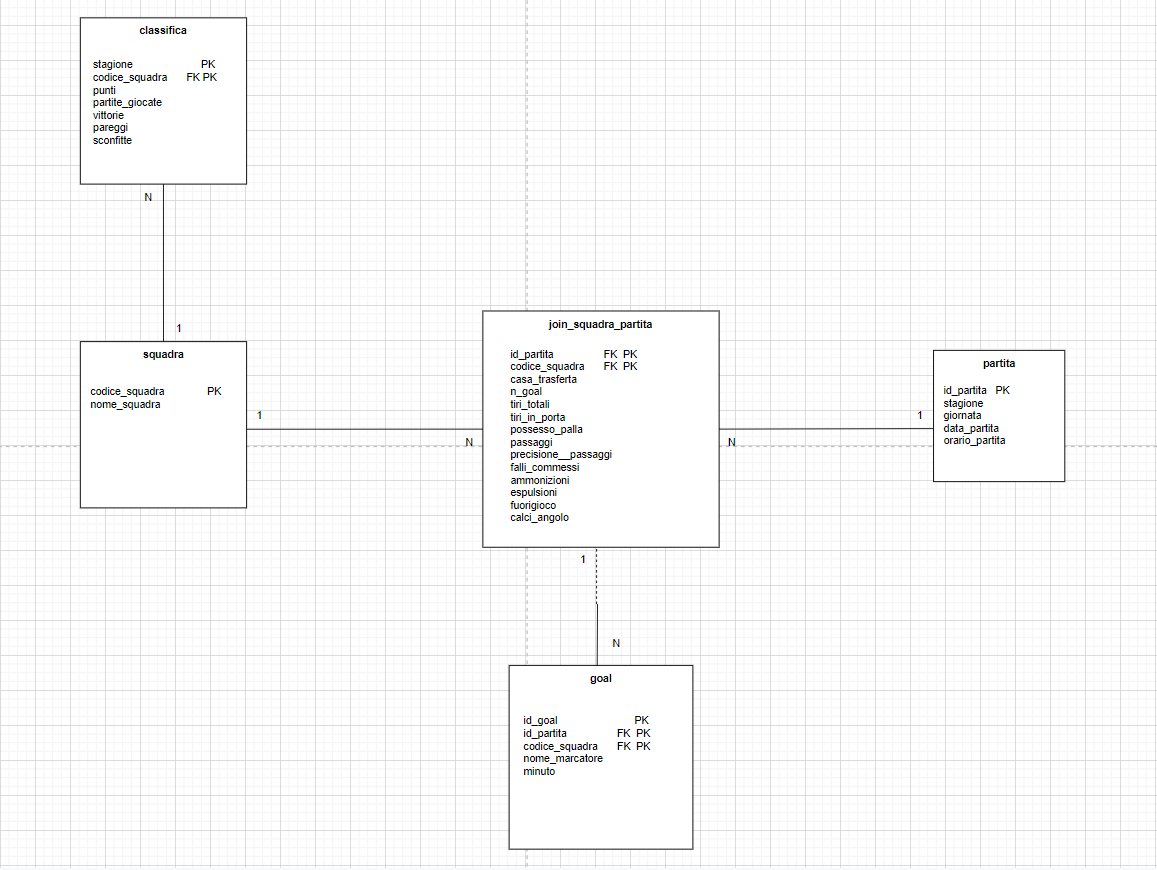 classifica
stagione PK
codice_squadra FK PK
punti
partite_giocate
vittorie
pareggi
sconfitte
N
1
squadra
codice_squadra PK
nome_squadra
1
N
join_squadra_partita
id_partita FK PK
codice_squadra FK PK
casa_trasferta
n_goal
tiri_totali
tiri_in_porta
possesso_palla
passaggi
precisione__passaggi
falli_commessi
ammonizioni
espulsioni
fuorigioco
calci_angolo
N
1
partita
id_partita PK
stagione
giornata
data_partita
orario_partita
1
N
goal
id_goal PK
id_partita FK PK
codice_squadra FK PK
nome_marcatore
minuto